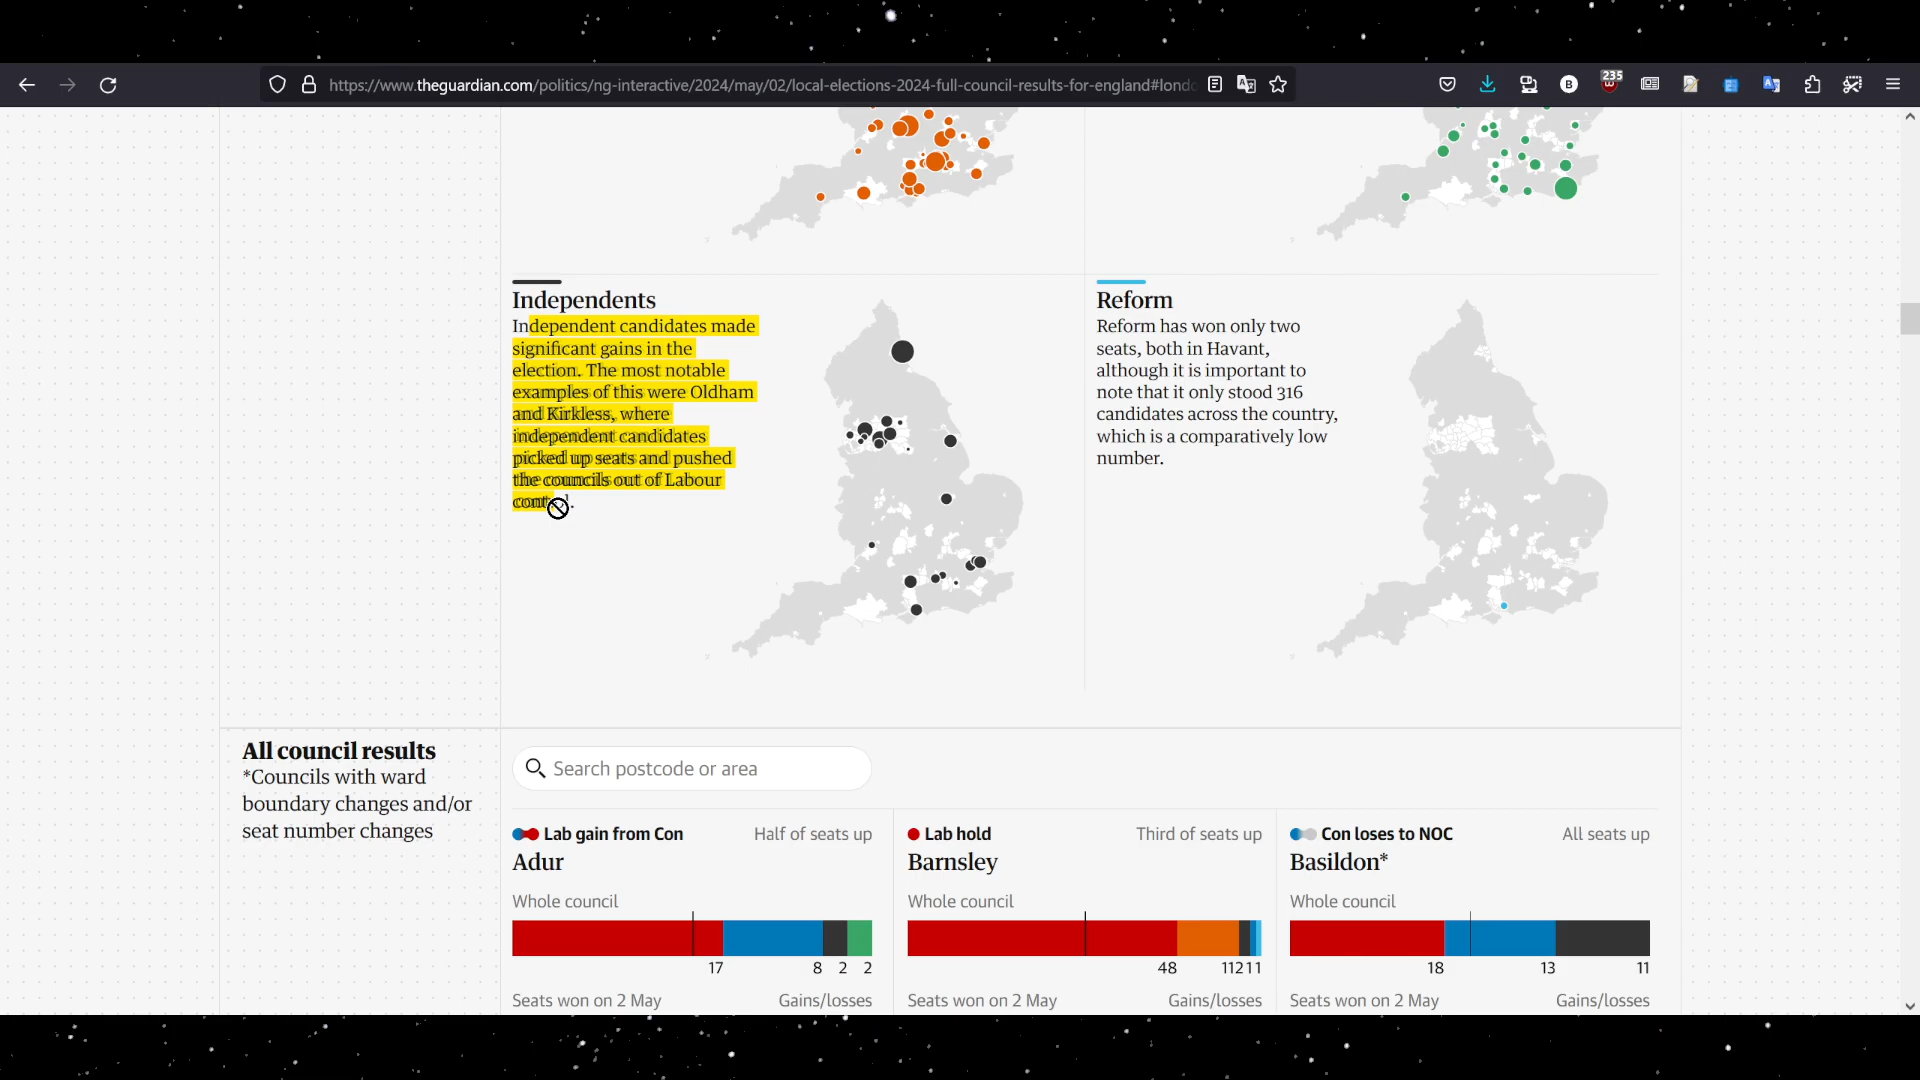 https://www.theguardian.com/politics/ng-interactive/2024/may/02/local-elections-2024-full-council-results-for-england#londo
235
B
Independents
Independent candidates made
significant gains in the
election. The most notable
examples of this were Oldham
and Kirkless, where
independent candidates
picked up seats and pushed
the councils out of Labour
control.
Reform
Reform has won only two
seats, both in Havant,
although it is important to
note that it only stood 316
candidates across the country,
which is a comparatively low
number.
All council results
*Councils with ward
boundary changes and/or
seat number changes
Search postcode or area
Lab gain from Con Half of seats up
Adur
Whole council
17 8 2 2
Seats won on 2 May Gains/losses
Lab hold Third of seats up
Barnsley
Whole council
48 11 2 1 1
Seats won on 2 May Gains/losses
Con loses to NOC All seats up
Basildon*
Whole council
18 13 11
Seats won on 2 May Gains/losses